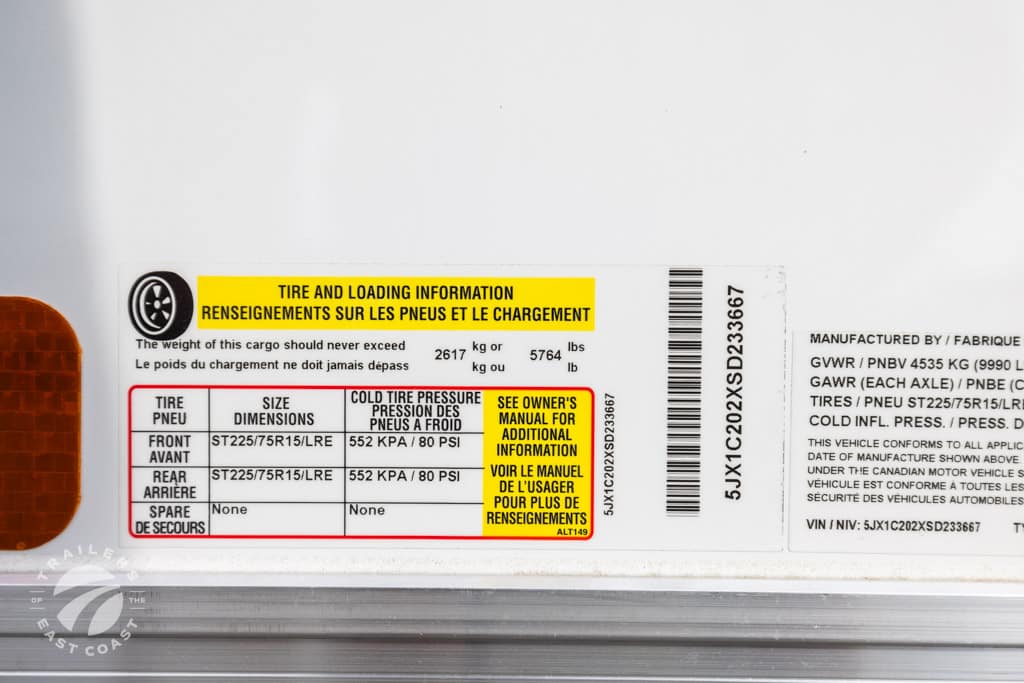 TIRE AND LOADING INFORMATION
RENSEIGNEMENTS SUR LES PNEUS ET LE CHARGEMENT
The weight of this cargo should never exceed 2617 kg or 5764 lbs
Le poids du chargement ne doit jamais dépass kg ou lb
TIRE PNEU
SIZE DIMENSIONS
COLD TIRE PRESSURE PRESSION DES PNEUS A FROID
FRONT AVANT
ST225/75R15/LRE
552 KPA / 80 PSI
REAR ARRIÈRE
ST225/75R15/LRE
552 KPA / 80 PSI
SPARE DE SECOURS
None
None
SEE OWNER'S
MANUAL FOR
ADDITIONAL
INFORMATION
VOIR LE MANUEL
DE L'USAGER
POUR PLUS DE
RENSEIGNEMENTS
ALT149
5JX1C202XSD233667
5JX1C202XSD233667
MANUFACTURED BY / FABRIQUE
GVWR / PNBV 4535 KG (9990 L
GAWR (EACH AXLE) / PNBE (C
TIRES / PNEU ST225/75R15/LRE
COLD INFL. PRESS. / PRESS. D
THIS VEHICLE CONFORMS TO ALL APPLIC
DATE OF MANUFACTURE SHOWN ABOVE.
UNDER THE CANADIAN MOTOR VEHICLE S
VÉHICULE EST CONFORME À TOUTES LES
SÉCURITÉ DES VÉHICULES AUTOMOBILES
VIN / NIV: 5JX1C202XSD233667 TY
TRAILERS
OF THE
EAST COAST